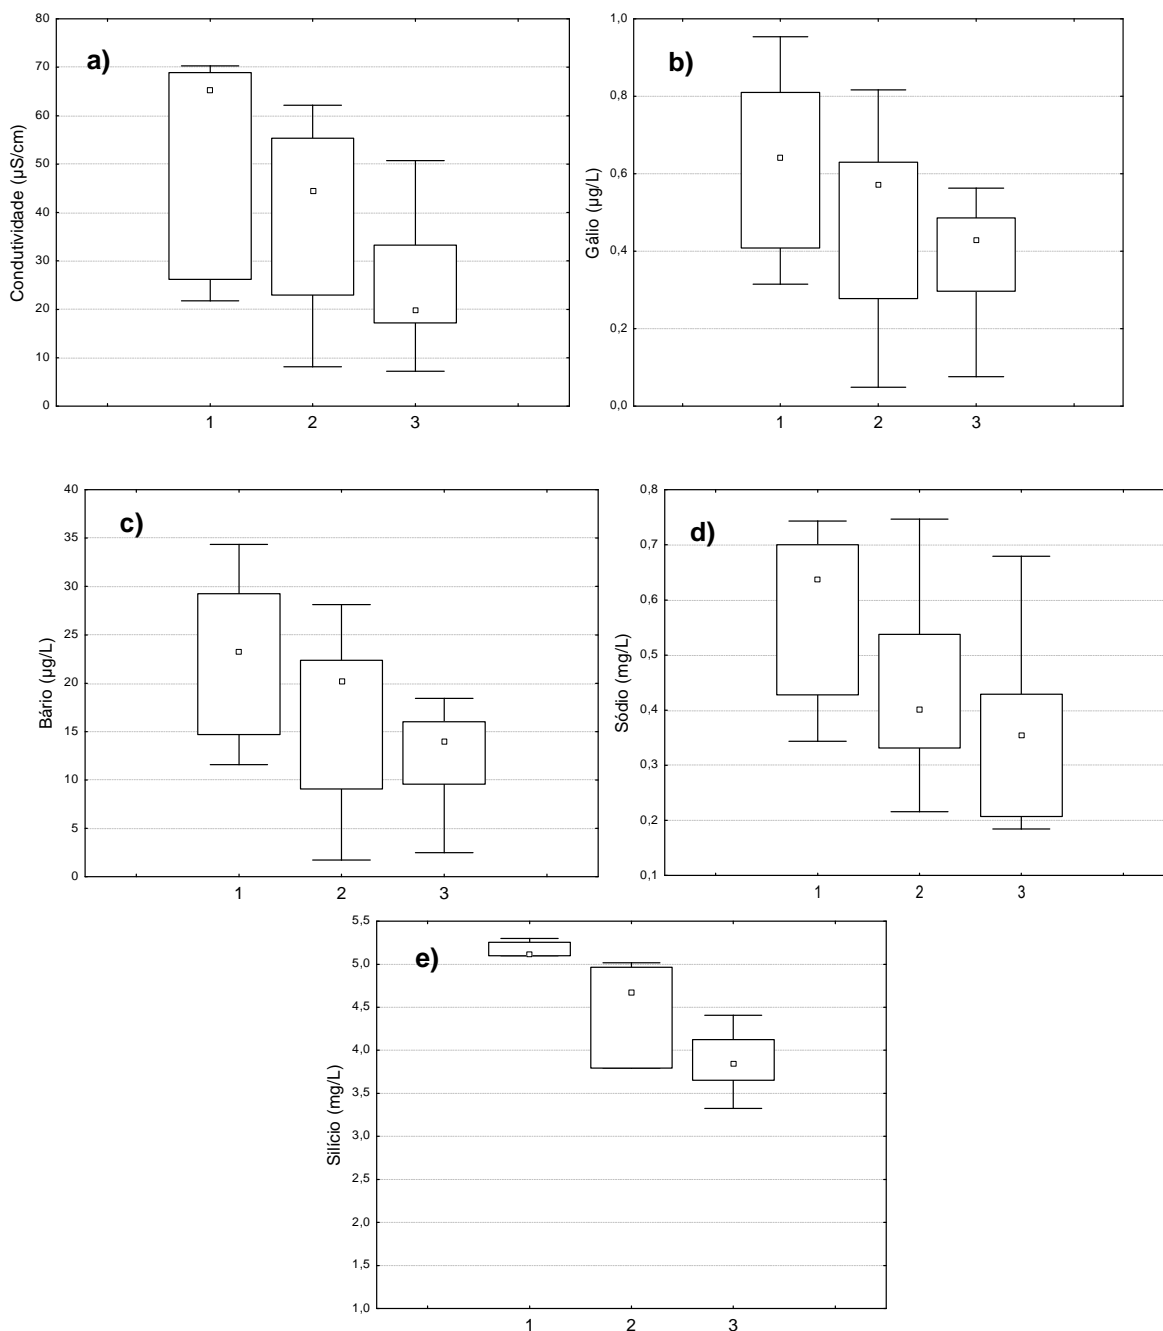 a)
Condutividade (µS/cm)
80
70
60
50
40
30
20
10
0
1 2 3
b)
Gálio (µg/L)
1,0
0,8
0,6
0,4
0,2
0,0
1 2 3
c)
Bário (µg/L)
40
35
30
25
20
15
10
5
0
1 2 3
d)
Sódio (mg/L)
0,8
0,7
0,6
0,5
0,4
0,3
0,2
0,1
1 2 3
e)
Silício (mg/L)
5,5
5,0
4,5
4,0
3,5
3,0
2,5
2,0
1,5
1,0
1 2 3